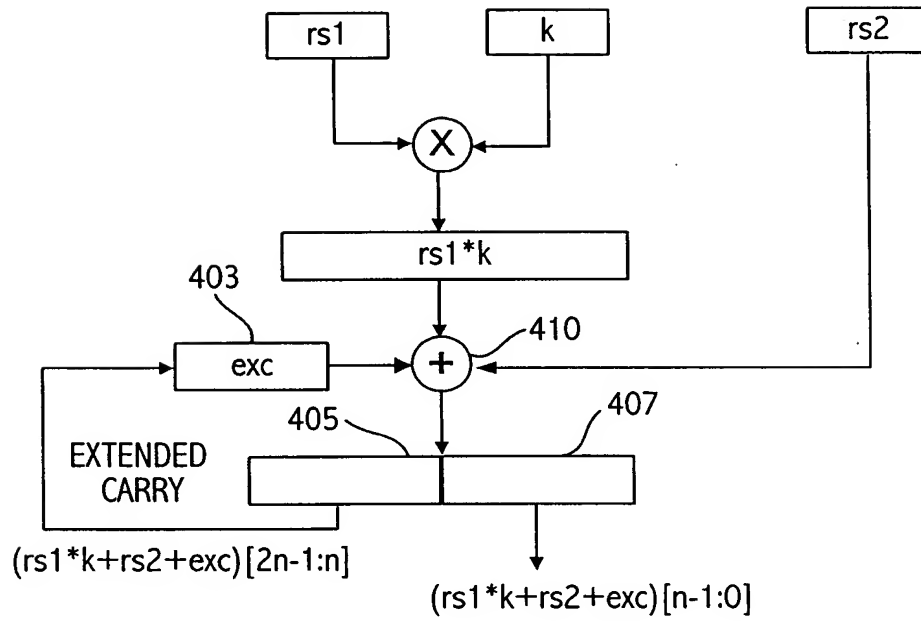 rs1
k
rs2
X
rs1*k
403
exc
+
410
405
407
EXTENDED
CARRY
(rs1*k+rs2+exc)[2n-1:n]
(rs1*k+rs2+exc)[n-1:0]